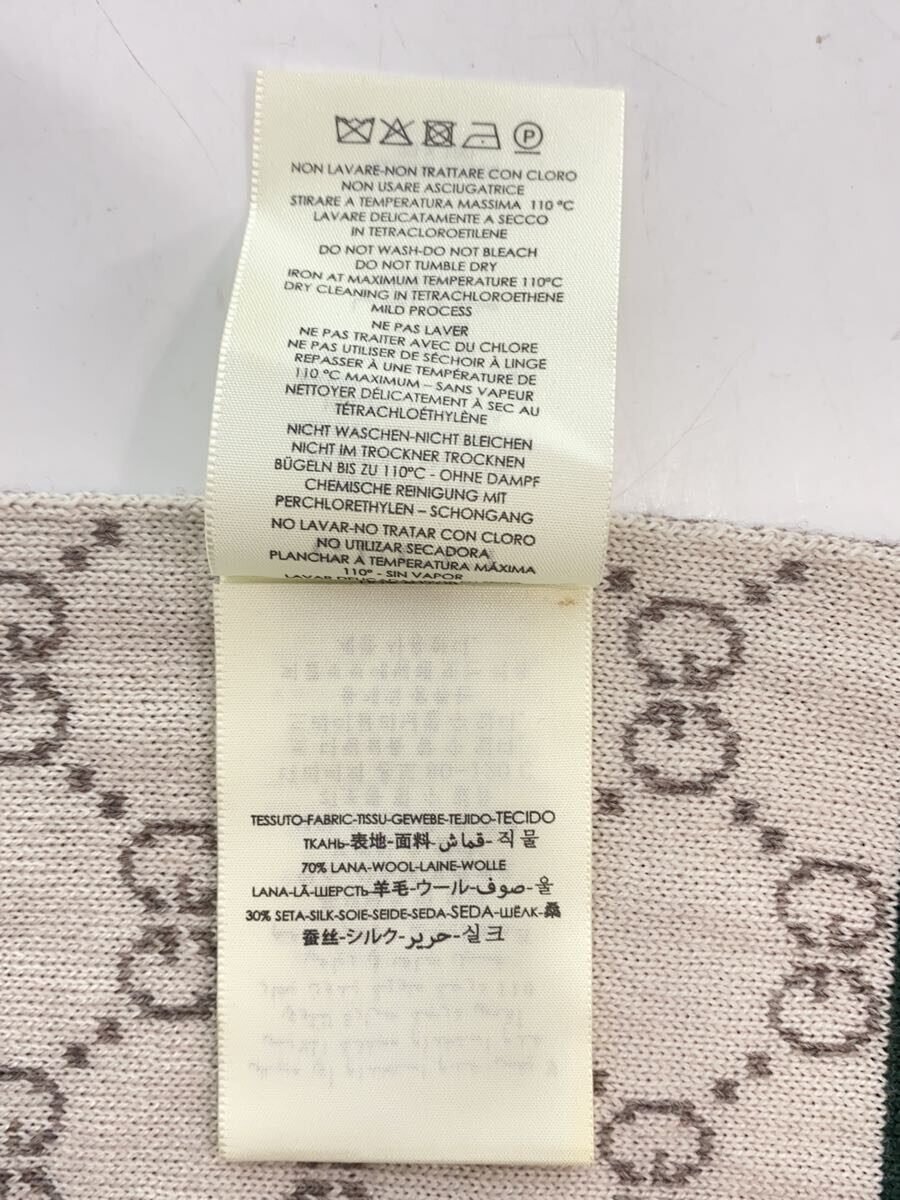 P
NON LAVARE-NON TRATTARE CON CLORO
NON USARE ASCIUGATRICE
STIRARE A TEMPERATURA MASSIMA 110 °C
LAVARE DELICATAMENTE A SECCO
IN TETRACLOROETILENE
DO NOT WASH-DO NOT BLEACH
DO NOT TUMBLE DRY
IRON AT MAXIMUM TEMPERATURE 110°C
DRY CLEANING IN TETRACHLOROETHENE
MILD PROCESS
NE PAS LAVER
NE PAS TRAITER AVEC DU CHLORE
NE PAS UTILISER DE SÉCHOIR À LINGE
REPASSER À UNE TEMPÉRATURE DE
110 °C MAXIMUM – SANS VAPEUR
NETTOYER DÉLICATEMENT À SEC AU
TÉTRACHLOÉTHYLÈNE
NICHT WASCHEN-NICHT BLEICHEN
NICHT IM TROCKNER TROCKNEN
BÜGELN BIS ZU 110°C - OHNE DAMPF
CHEMISCHE REINIGUNG MIT
PERCHLORETHYLEN – SCHONGANG
NO LAVAR-NO TRATAR CON CLORO
NO UTILIZAR SECADORA
PLANCHAR A TEMPERATURA MÁXIMA
110° - SIN VAPOR
TESSUTO-FABRIC-TISSU-GEWEBE-TEJIDO-TECIDO
ТКАНЬ-表地-面料-قماش-직물
70% LANA-WOOL-LAINE-WOLLE
LANA-LÃ-ШЕРСТЬ-羊毛-ウール-صوف-울
30% SETA-SILK-SOIE-SEIDE-SEDA-SEDA-ШЁЛК-桑
蚕丝-シルク-حرير-실크